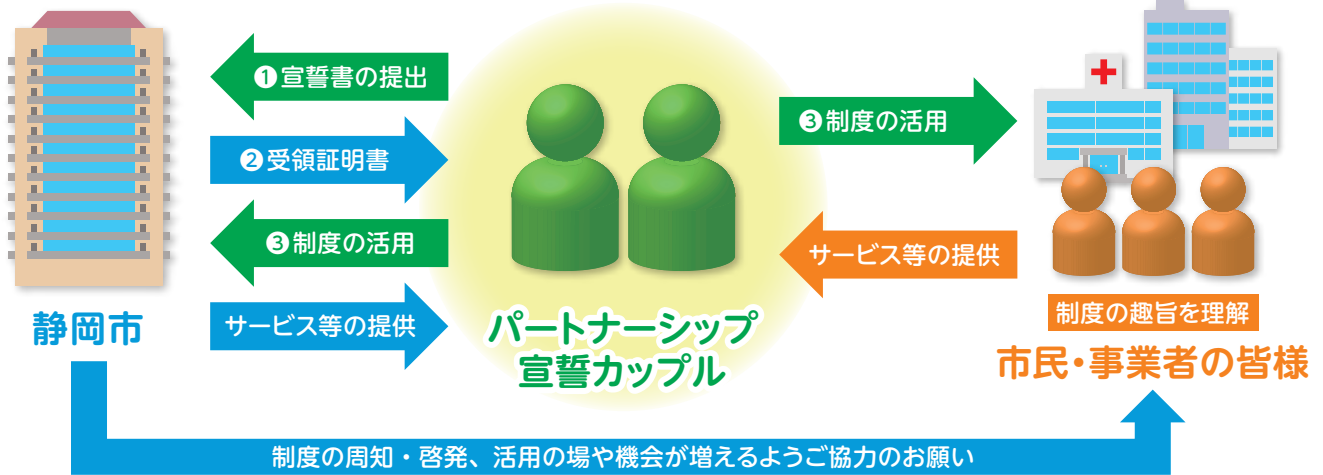 ❶宣誓書の提出
❷受領証明書
❸制度の活用
サービス等の提供
静岡市
パートナーシップ
宣誓カップル
❸制度の活用
サービス等の提供
制度の趣旨を理解
市民・事業者の皆様
制度の周知・啓発、活用の場や機会が増えるようご協力のお願い